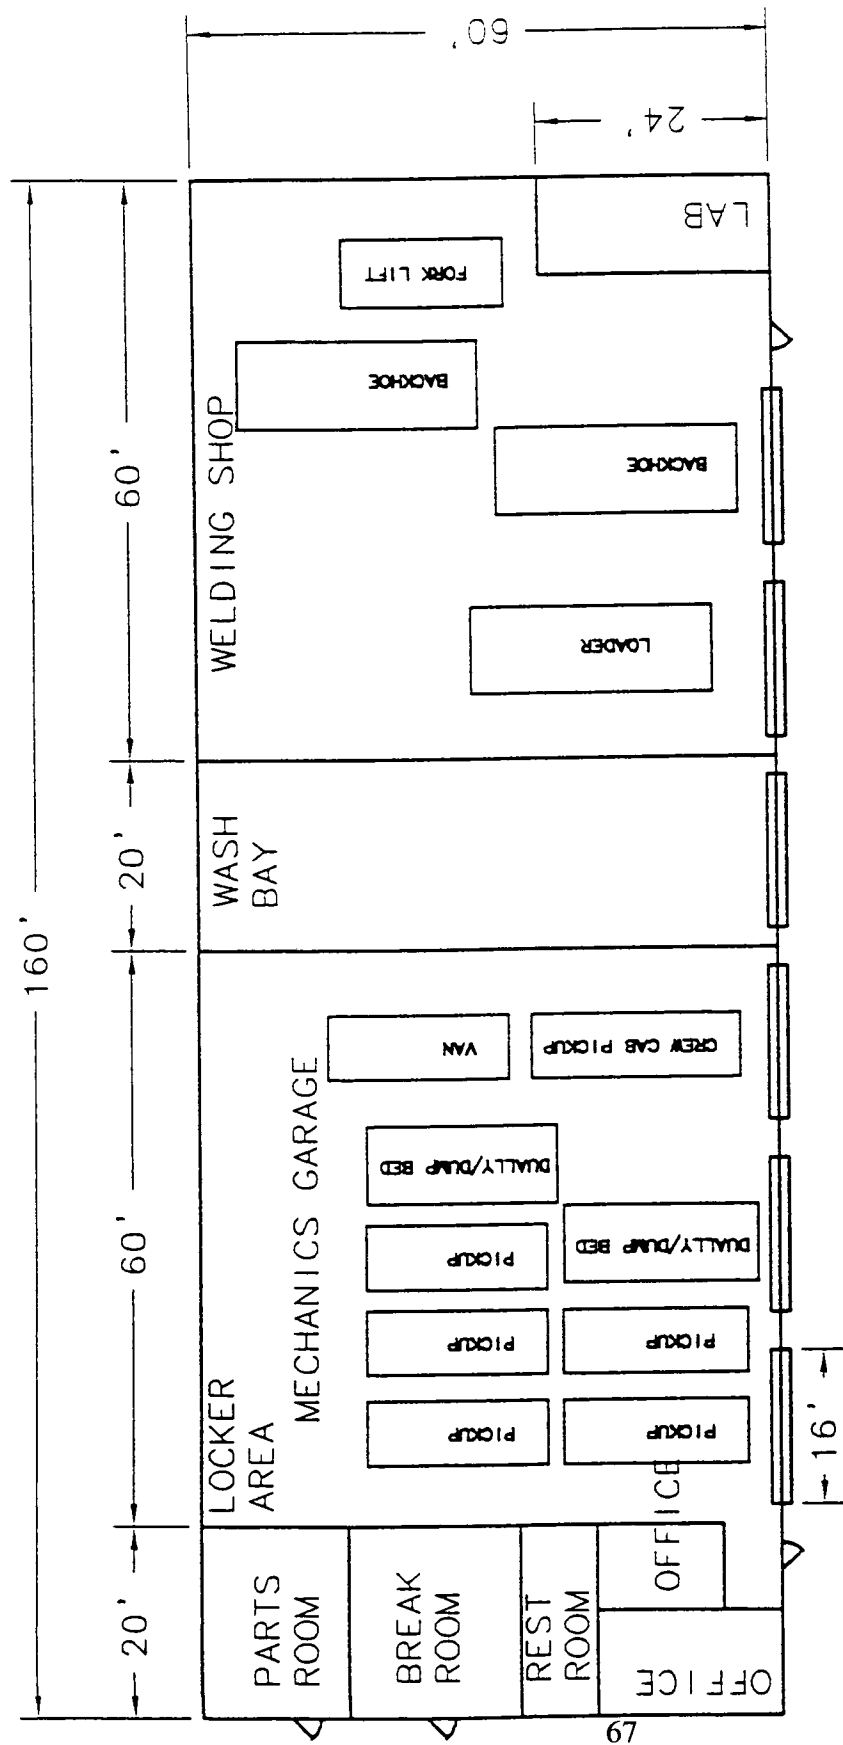 160'
20'
60'
20'
60'
60'
24'
PARTS
ROOM
BREAK
ROOM
REST
ROOM
OFFICE
OFFICE
LOCKER
AREA
MECHANICS GARAGE
PICKUP
PICKUP
PICKUP
DUALLY/DUMP BED
VAN
PICKUP
PICKUP
DUALLY/DUMP BED
CREW CAB PICKUP
16'
WASH
BAY
WELDING SHOP
LOADER
BACKHOE
BACKHOE
FORK LIFT
LAB
67